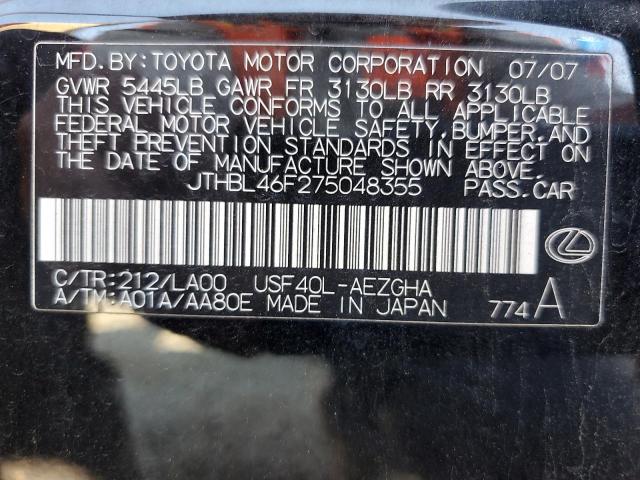 MFD. BY: TOYOTA MOTOR CORPORATION 07/07
GVWR 5445LB GAWR FR 3130LB RR 3130LB
THIS VEHICLE CONFORMS TO ALL APPLICABLE
FEDERAL MOTOR VEHICLE SAFETY, BUMPER, AND
THEFT PREVENTION STANDARDS IN EFFECT ON
THE DATE OF MANUFACTURE SHOWN ABOVE.
JTHBL46F275048355 PASS. CAR
C/TR: 212/LA00 USF40L-AEZGHA
A/TM: A01A/AA80E MADE IN JAPAN 774 A